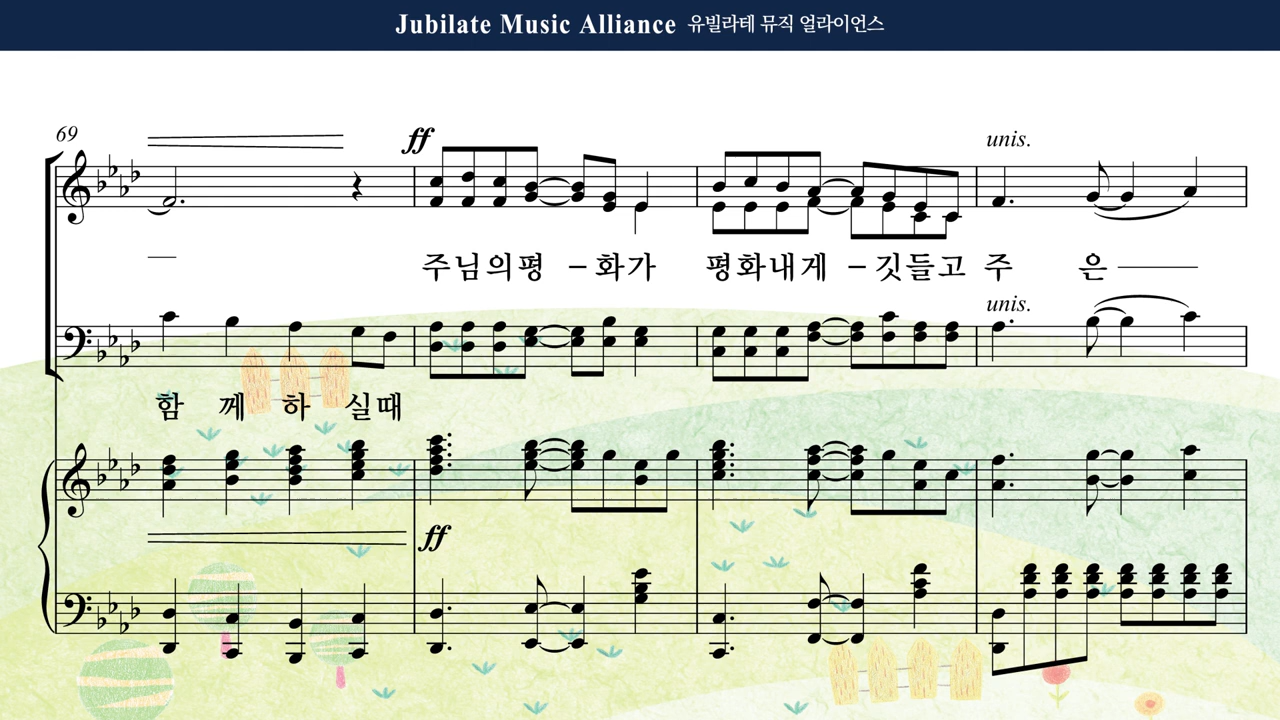 Jubilate Music Alliance 유빌라테 뮤직 얼라이언스
69
ff
unis.
주님의평 – 화가 평화내게 – 깃들고 주 은
unis.
함 께 하 실때
ff